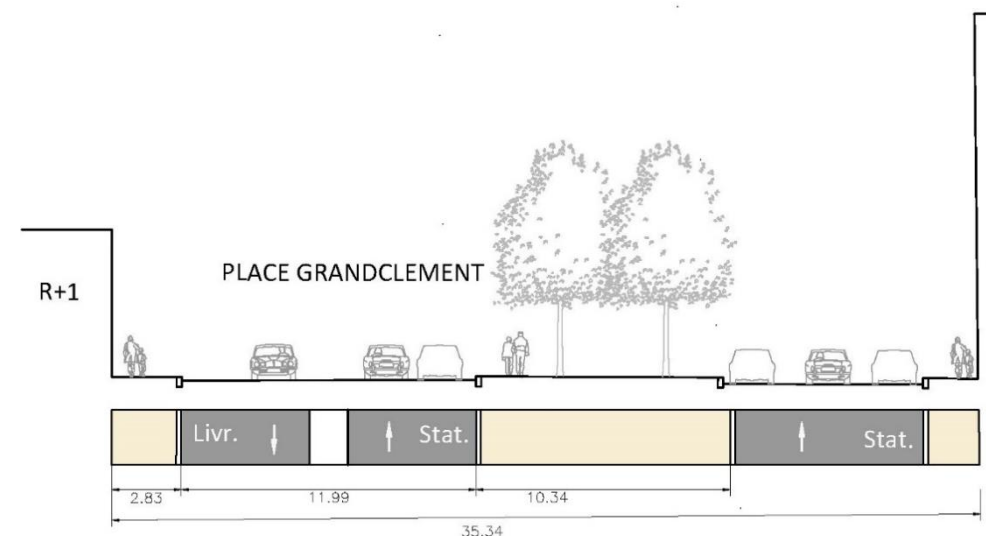 PLACE GRANDCLEMENT
R+1
Livr.
Stat.
Stat.
2.83
11.99
10.34
35.34